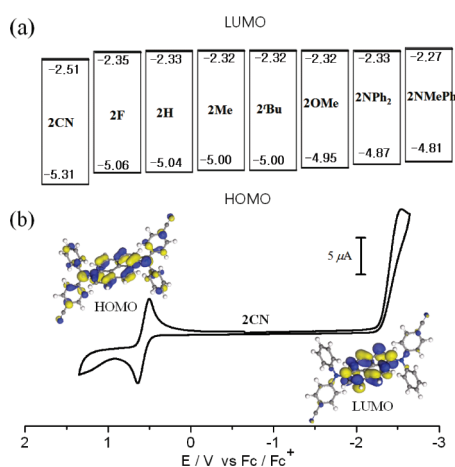 (a)
LUMO
−2.51 −2.35 −2.33 −2.32 −2.32 −2.32 −2.33 −2.27
2CN 2F 2H 2Me 2ᵗBu 2OMe 2NPh₂ 2NMePh
−5.31 −5.06 −5.04 −5.00 −5.00 −4.95 −4.87 −4.81
HOMO
(b)
5 μA
HOMO
2CN
LUMO
2 1 0 -1 -2 -3
E / V vs Fc / Fc⁺